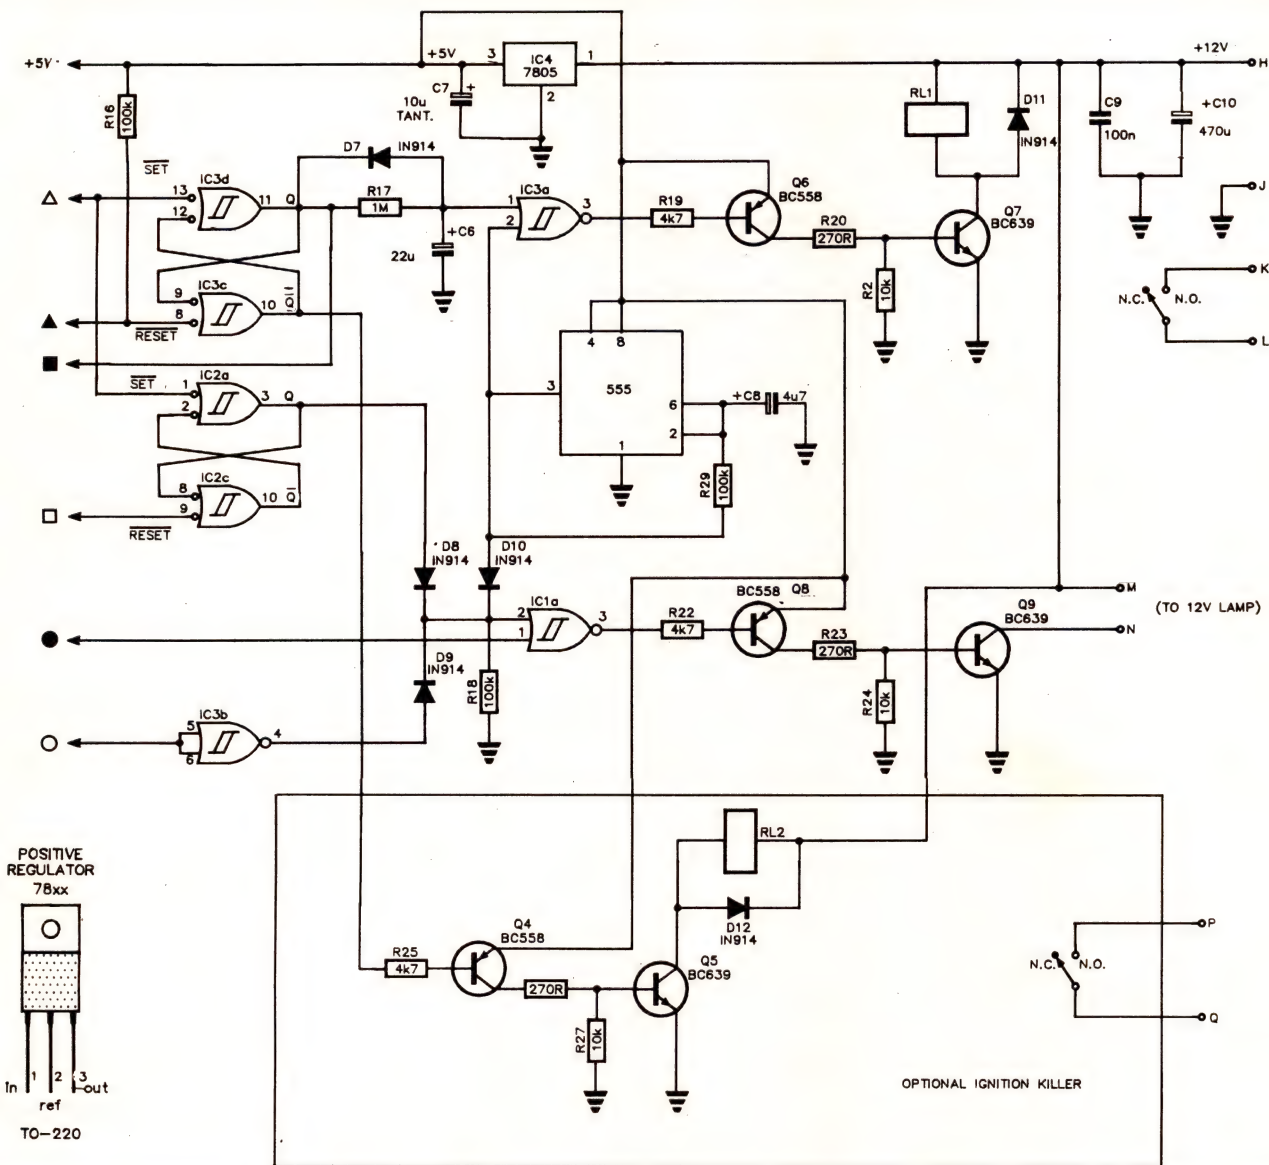 +5V
+5V
3
IC4
7805
1
2
+12V
H
C7
+
10u
TANT.
R16
100k
RL1
D11
IN914
C9
100n
+C10
470u
SET
D7
IN914
IC3d
13
12
11
Q
R17
1M
IC3a
1
2
3
R19
4k7
Q6
BC558
R20
270R
Q7
BC639
J
+C6
22u
R2
10k
K
N.C.
N.O.
L
9
8
IC3c
10
Q
RESET
4
8
3
555
6
2
1
+C8
4u7
SET
IC2a
1
2
3
Q
IC2c
8
9
10
Q
RESET
R29
100k
D8
IN914
D10
IN914
IC1a
2
1
3
R22
4k7
BC558
Q8
R23
270R
Q9
BC639
M
(TO 12V LAMP)
N
D9
IN914
R18
100k
R24
10k
IC3b
5
6
4
RL2
D12
IN914
POSITIVE
REGULATOR
78xx
R25
4k7
Q4
BC558
270R
Q5
BC639
R27
10k
P
N.C.
N.O.
Q
In
1
2
3
out
ref
TO-220
OPTIONAL IGNITION KILLER